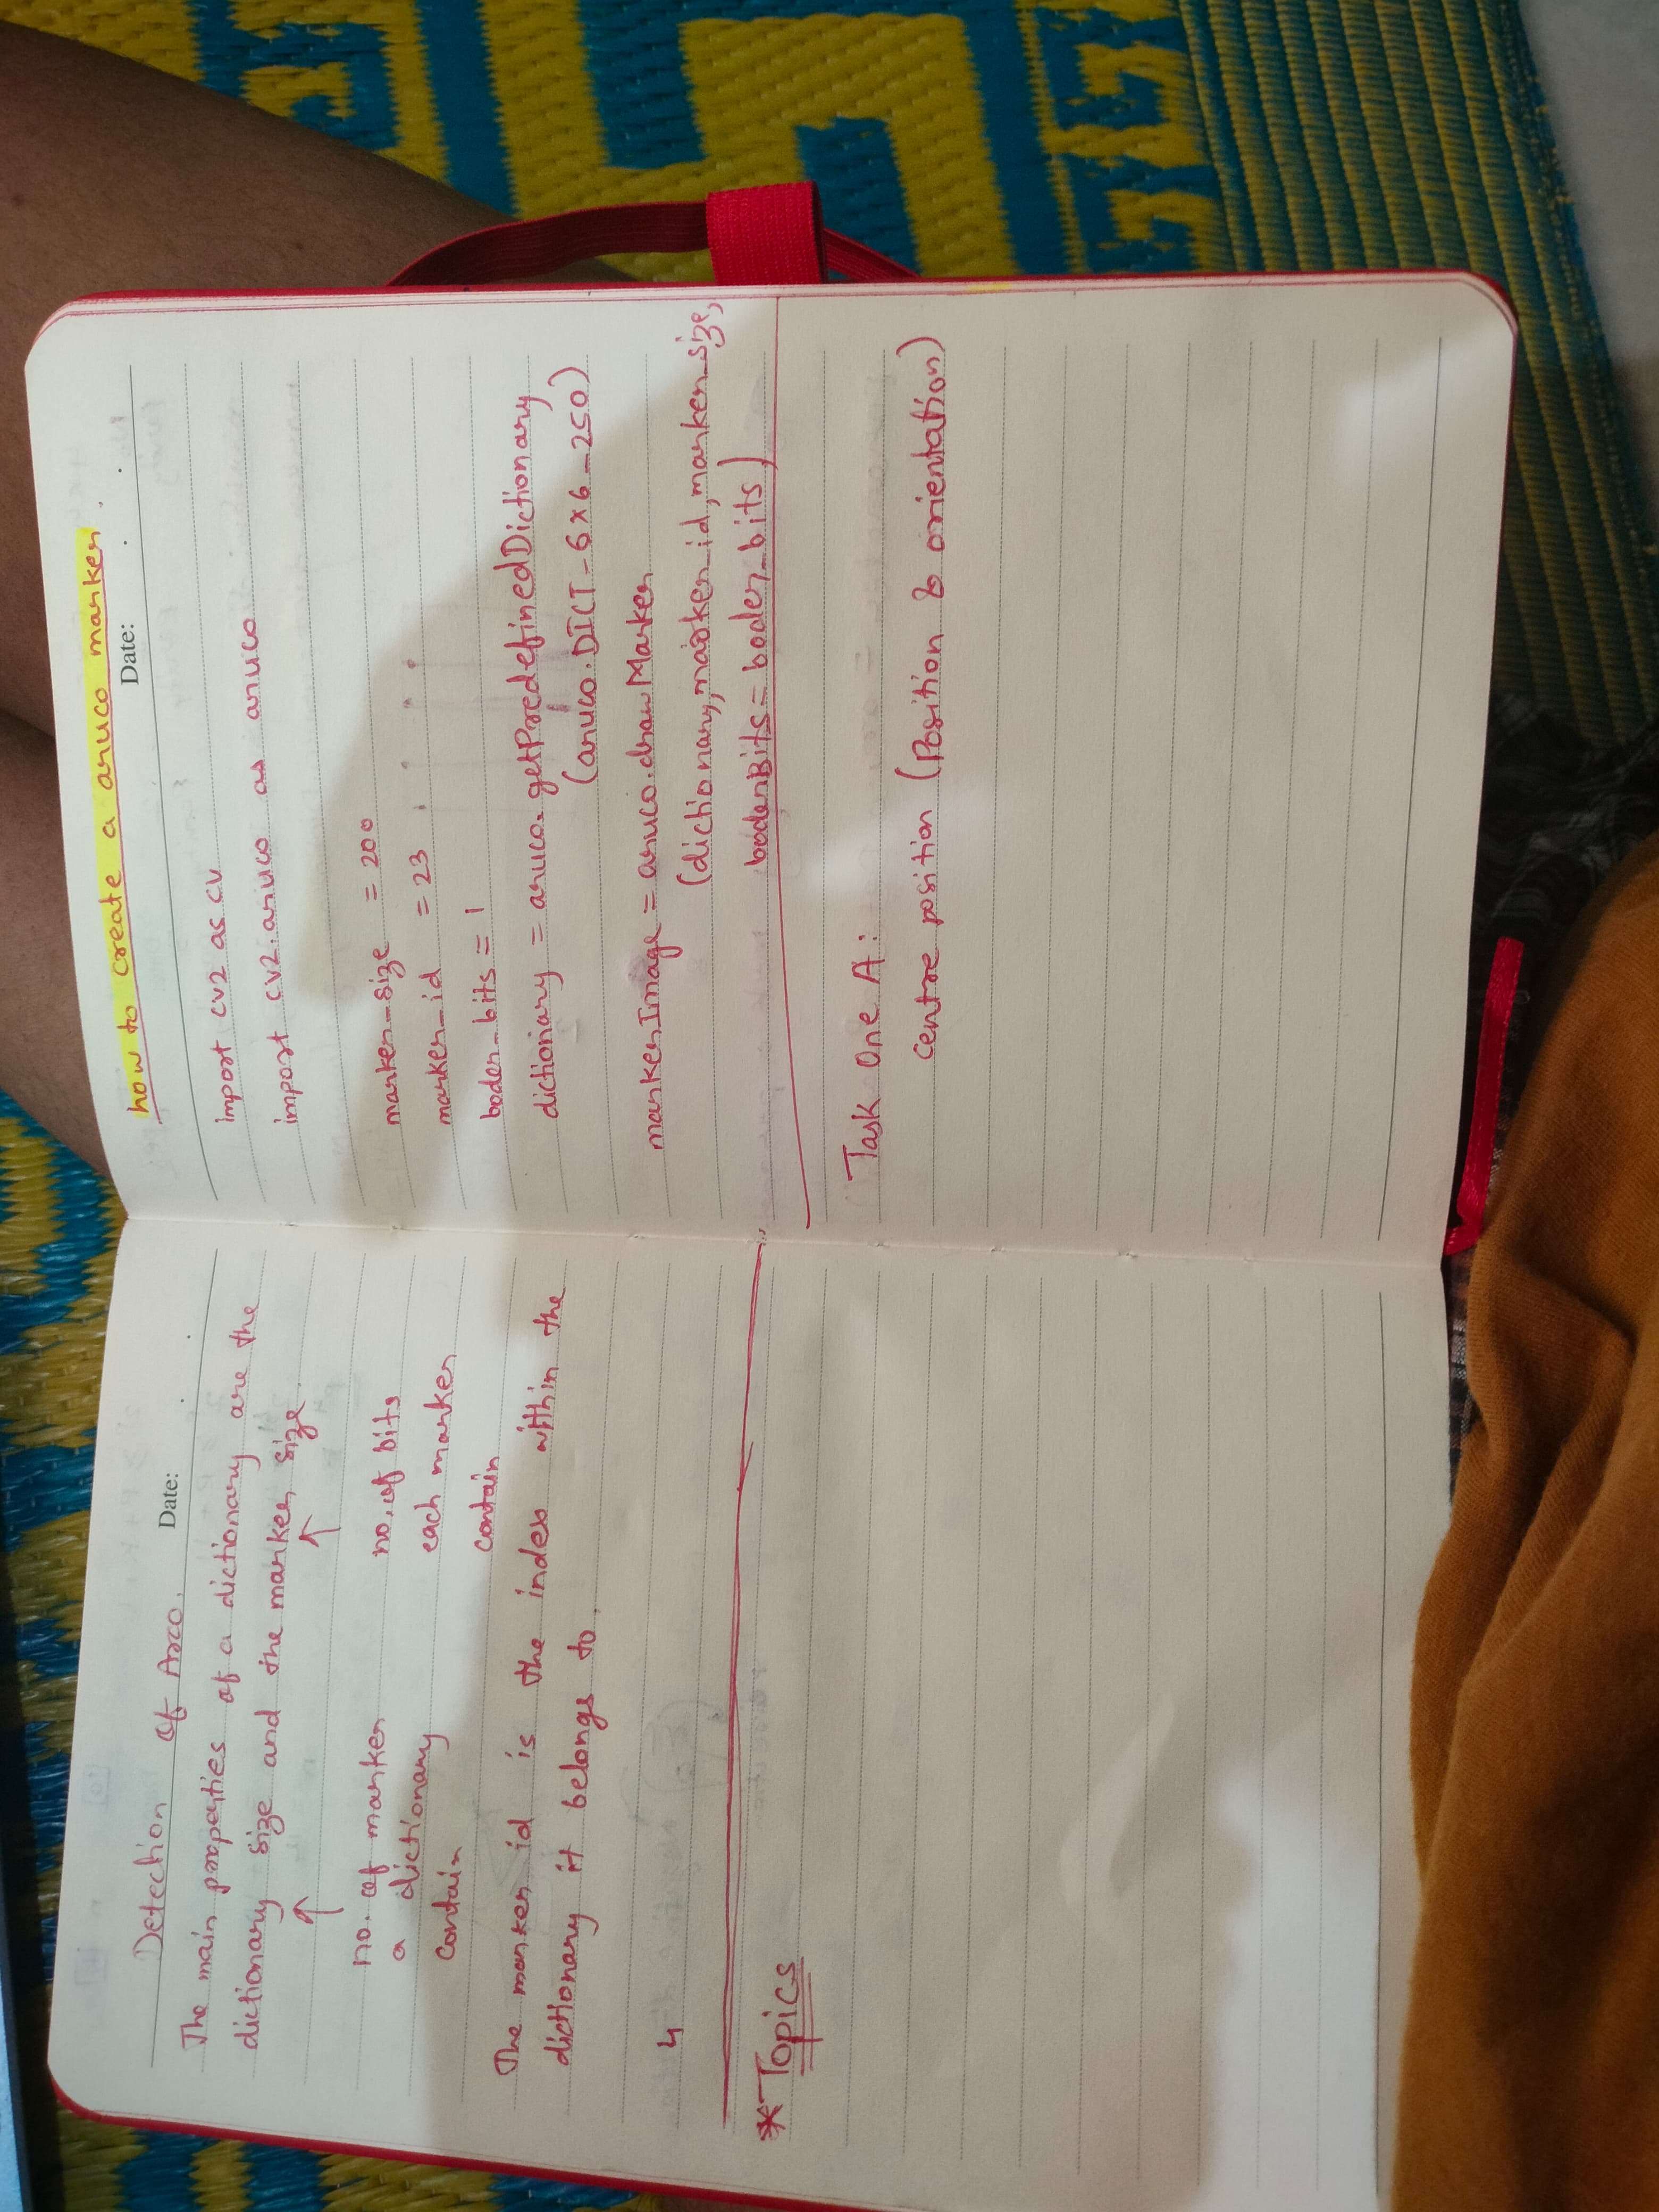 Date:
Detection of Arco.
The main properties of a dictionary are the
dictionary size and the marker size.
no. of marker no. of bits
a dictionary each marker
contain contain
The marker id is the index within the
dictionary it belongs to.
4
*Topics
how to create a aruco marker.
Date:
import cv2 as cv
import cv2.aruco as aruco
marker_size = 200
marker_id = 23
boder_bits = 1
dictionary = aruco.getPredefinedDictionary
(aruco.DICT_6x6_250)
markerImage = aruco.drawMarker
(dictionary, marker_id, marker_size,
boderBits = boder_bits)
Task One A:
centre position (Position & orientation)